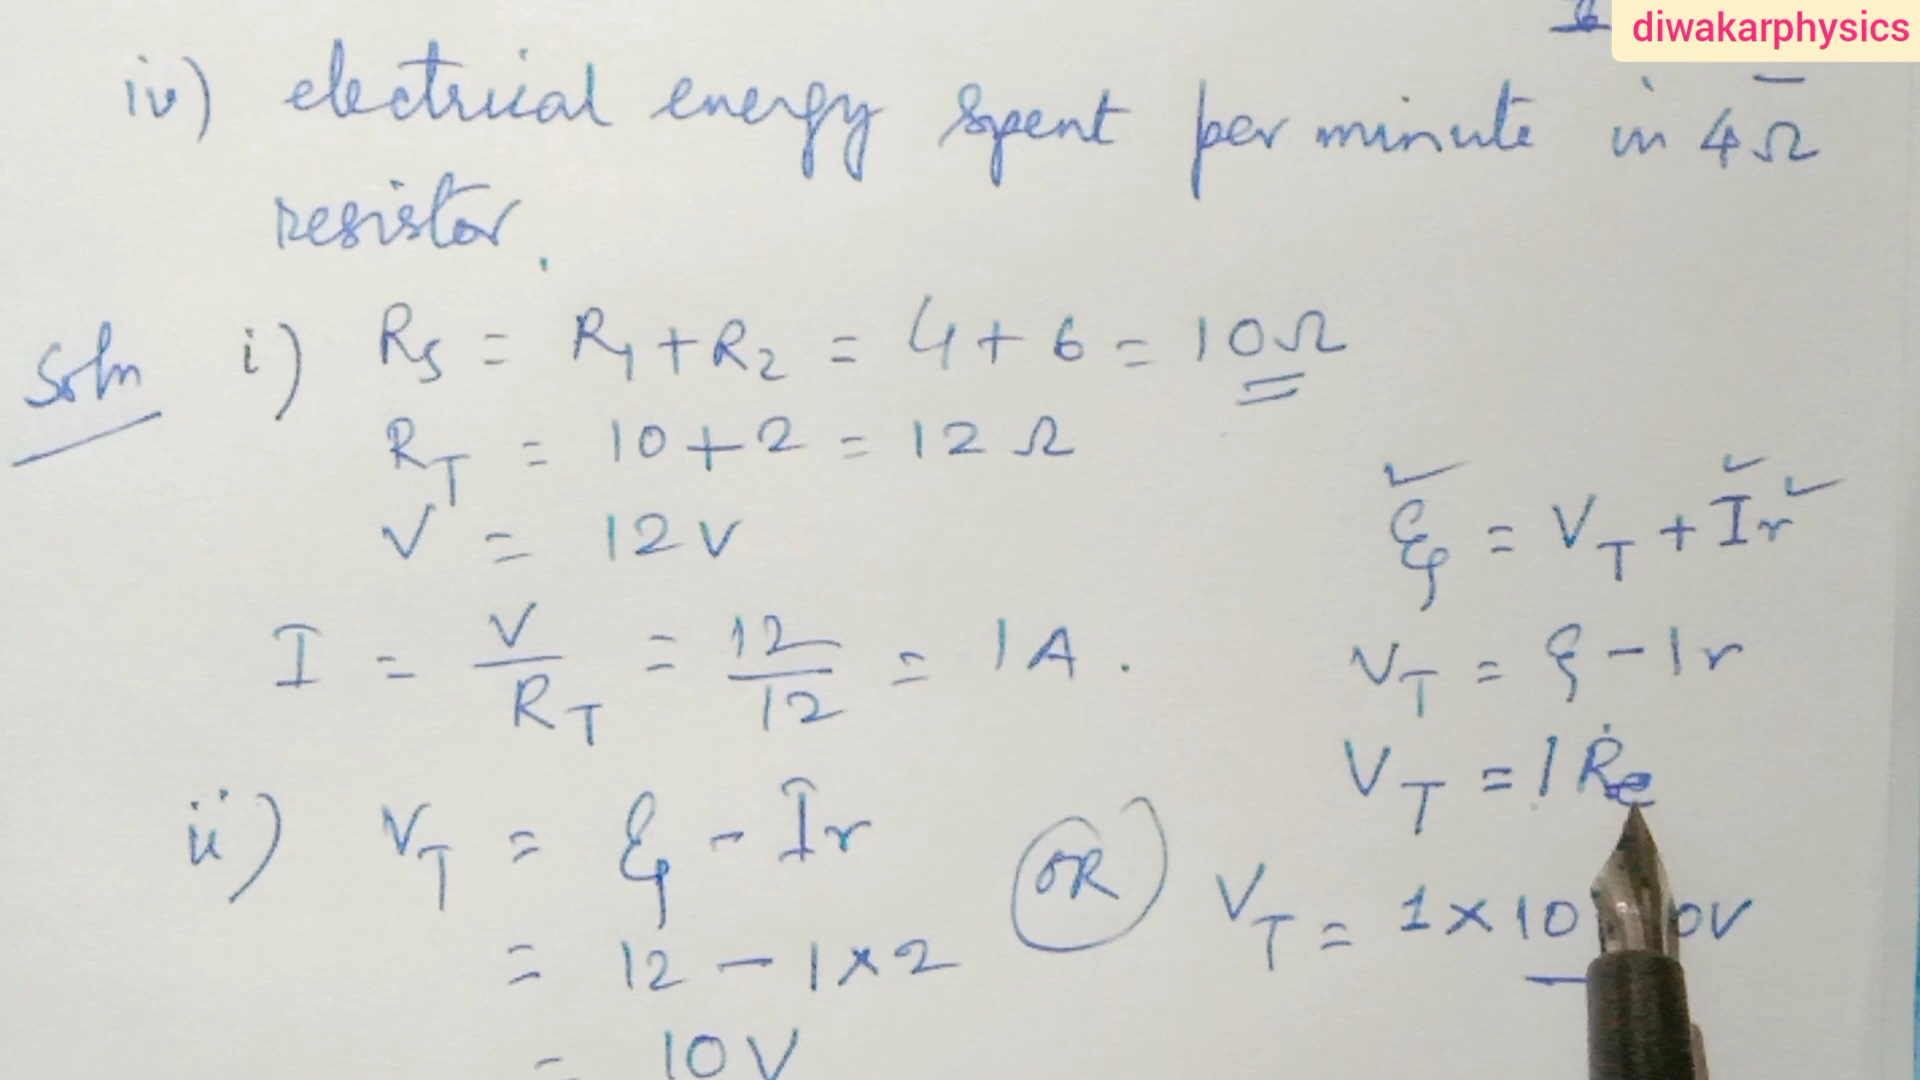 diwakarphysics
iv) electrical energy spent per minute in 4Ω
resistor.
Soln i) RS = R1 + R2 = 4 + 6 = 10Ω
RT = 10 + 2 = 12 Ω
V = 12V
I = V/RT = 12/12 = 1A.
ξ = VT + Ir
VT = ξ - Ir
VT = IRe
ii) VT = ξ - Ir
= 12 - 1 x 2
= 10V
OR
VT = 1 x 10 0V